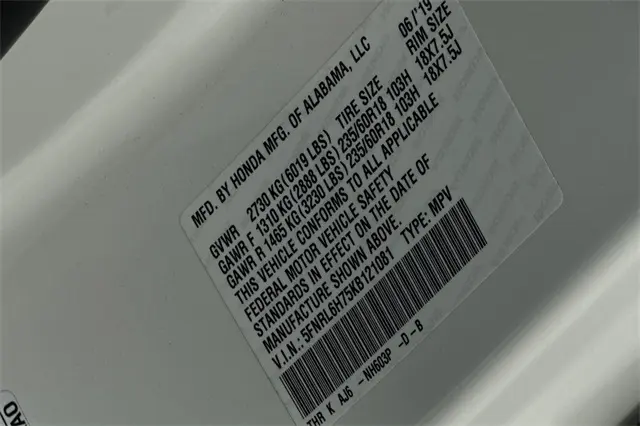 MFD. BY HONDA MFG. OF ALABAMA, LLC 06/'19
GVWR 2730 KG (6019 LBS) TIRE SIZE RIM SIZE
GAWR F 1310 KG (2888 LBS) 235/60R18 103H 18X7.5J
GAWR R 1465 KG (3230 LBS) 235/60R18 103H 18X7.5J
THIS VEHICLE CONFORMS TO ALL APPLICABLE
FEDERAL MOTOR VEHICLE SAFETY
STANDARDS IN EFFECT ON THE DATE OF
MANUFACTURE SHOWN ABOVE.
V.I.N.: 5FNRL6H75KB121081 TYPE: MPV
THR K AJ6 -NH603P -D -B